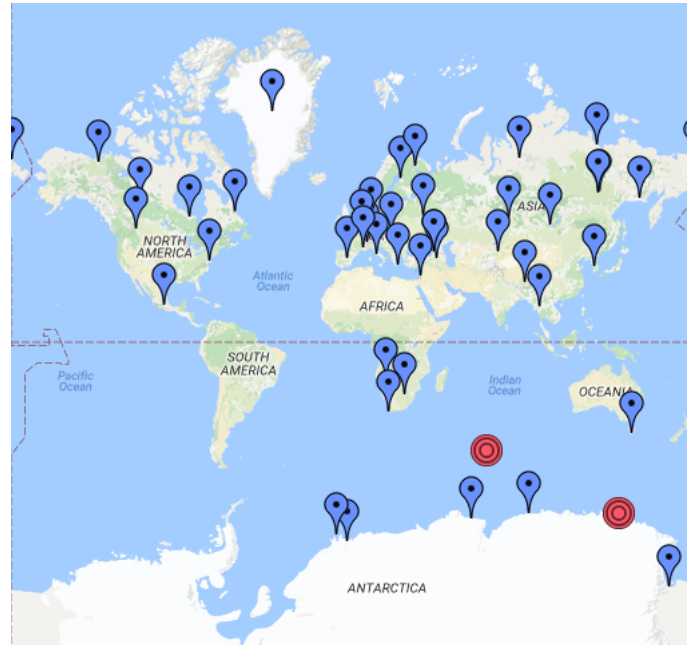 ASIA
NORTH
AMERICA
Atlantic
Ocean
AFRICA
SOUTH
AMERICA
Pacific
Ocean
Indian
Ocean
OCEANIA
ANTARCTICA